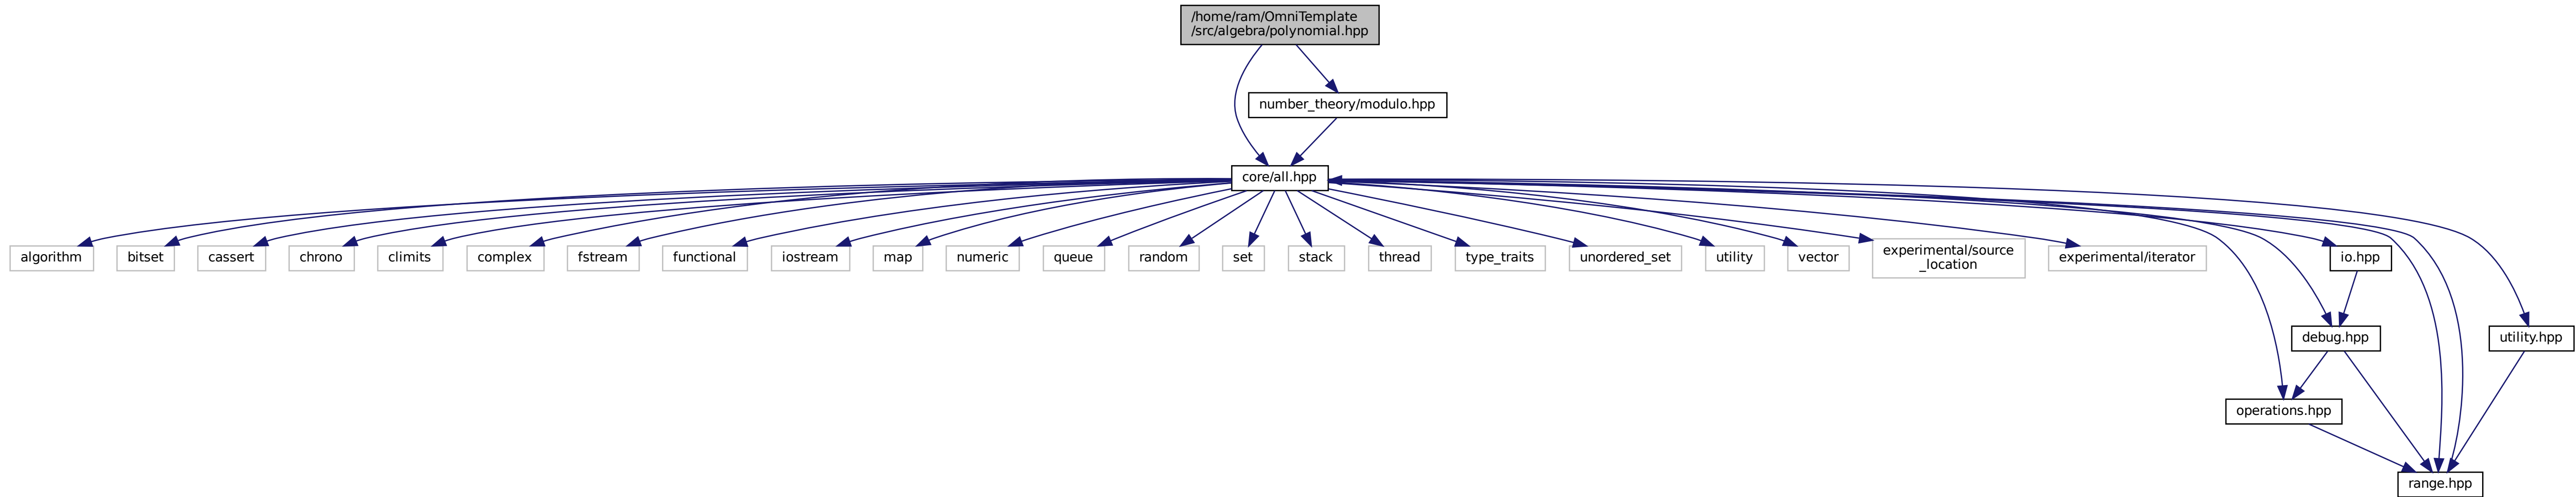 /home/ram/OmniTemplate
/src/algebra/polynomial.hpp
number_theory/modulo.hpp
core/all.hpp
algorithm
bitset
cassert
chrono
climits
complex
fstream
functional
iostream
map
numeric
queue
random
set
stack
thread
type_traits
unordered_set
utility
vector
experimental/source
_location
experimental/iterator
io.hpp
debug.hpp
utility.hpp
operations.hpp
range.hpp